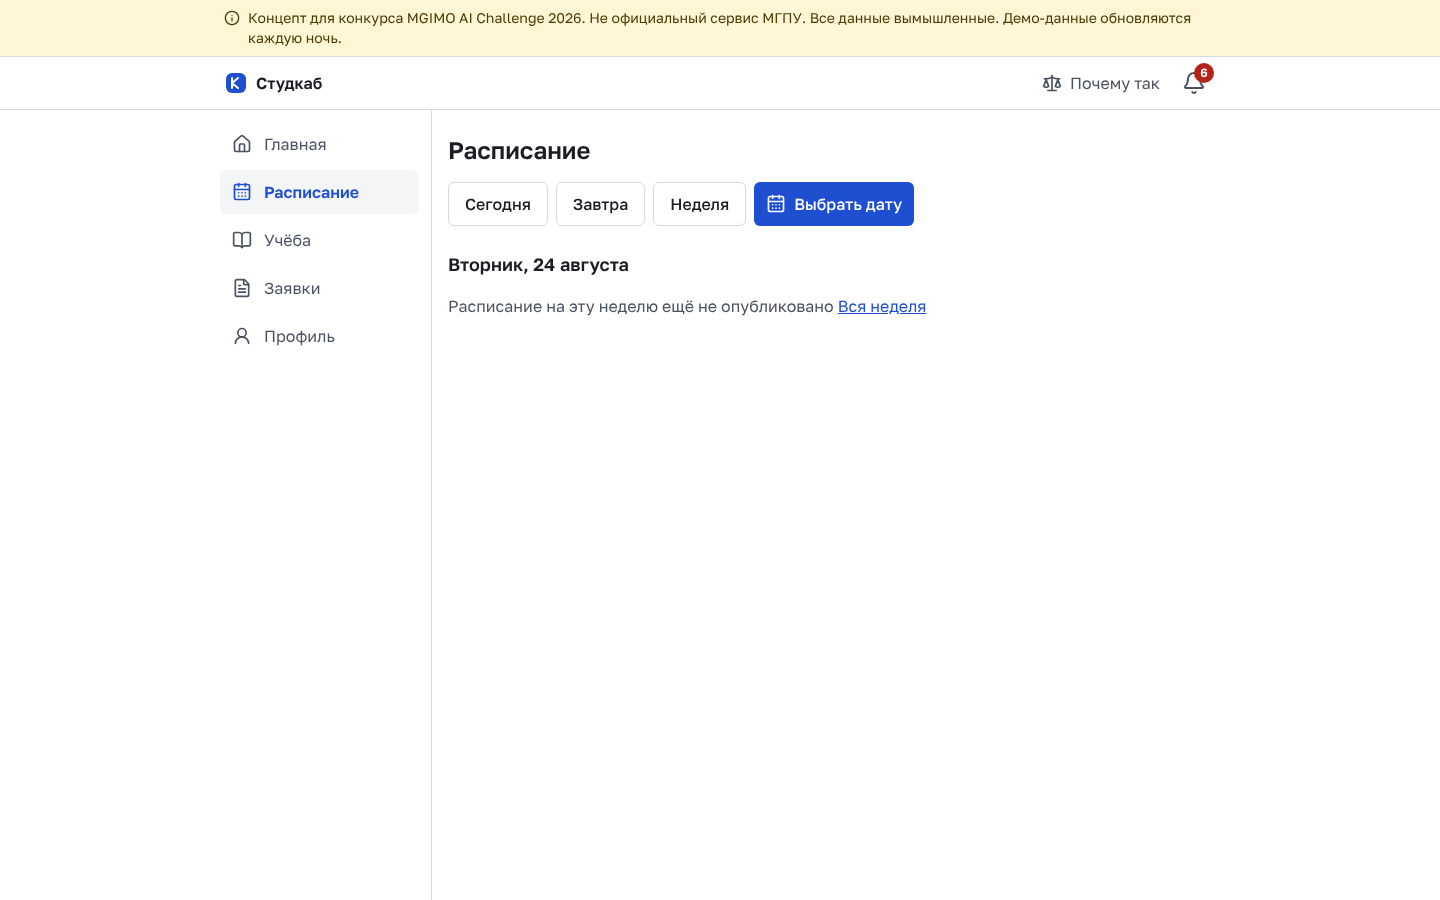 Концепт для конкурса MGIMO AI Challenge 2026. Не официальный сервис МГПУ. Все данные вымышленные. Демо-данные обновляются
каждую ночь.
Студкаб
Почему так
6
Главная
Расписание
Учёба
Заявки
Профиль
Расписание
Сегодня
Завтра
Неделя
Выбрать дату
Вторник, 24 августа
Расписание на эту неделю ещё не опубликовано Вся неделя